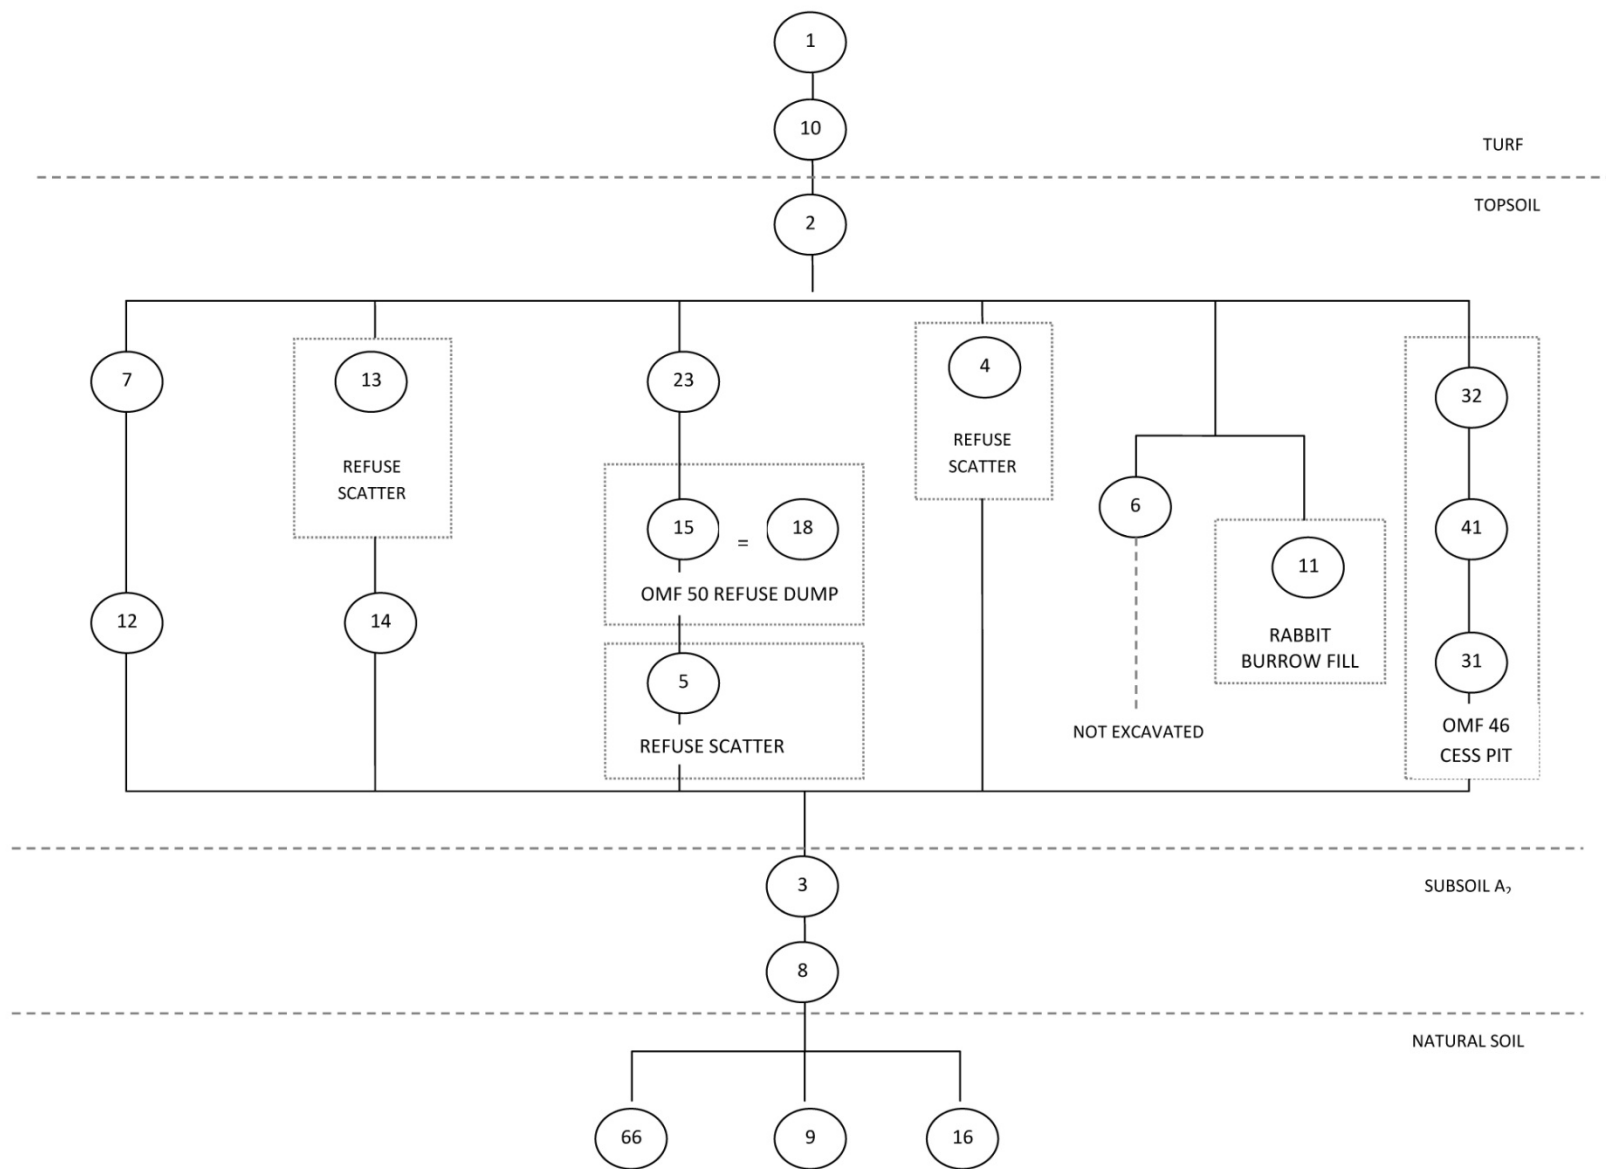 1
10
TURF
TOPSOIL
2
7
13
23
4
32
REFUSE
SCATTER
REFUSE
SCATTER
6
15
=
18
41
11
OMF 50 REFUSE DUMP
12
14
RABBIT
BURROW FILL
31
5
REFUSE SCATTER
NOT EXCAVATED
OMF 46
CESS PIT
3
SUBSOIL A₂
8
NATURAL SOIL
66
9
16